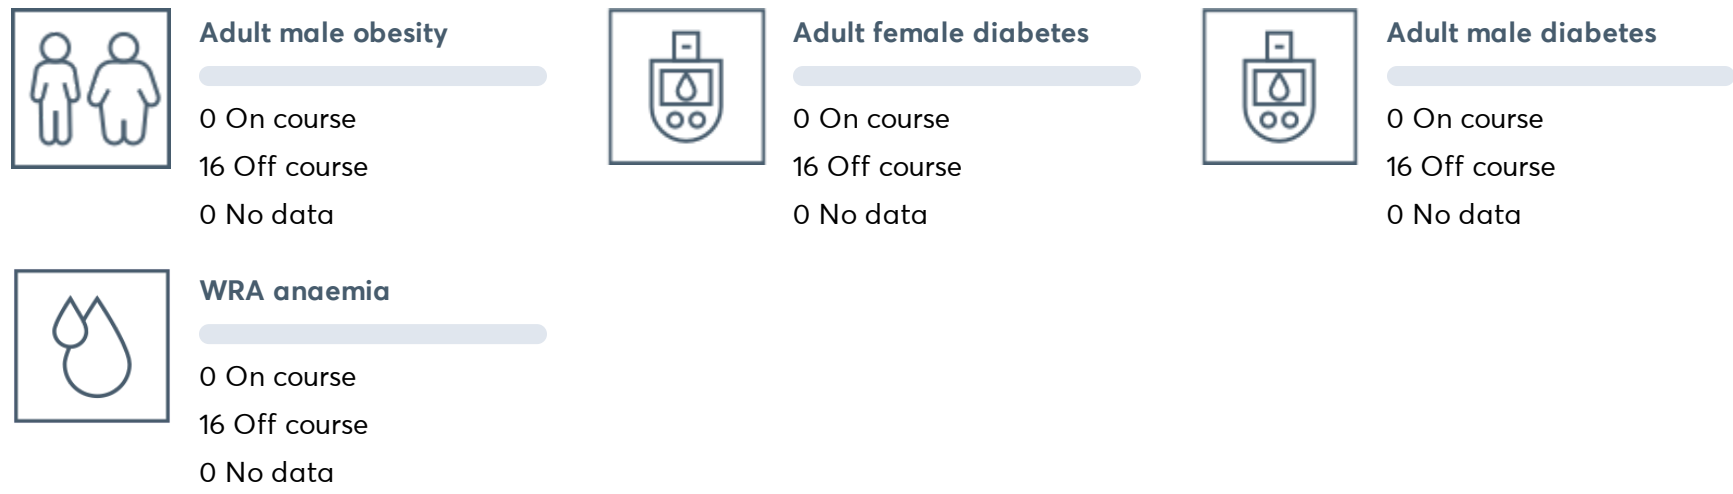 Adult male obesity
0 On course
16 Off course
0 No data
Adult female diabetes
0 On course
16 Off course
0 No data
Adult male diabetes
0 On course
16 Off course
0 No data
WRA anaemia
0 On course
16 Off course
0 No data